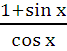 1+sin x
cos x